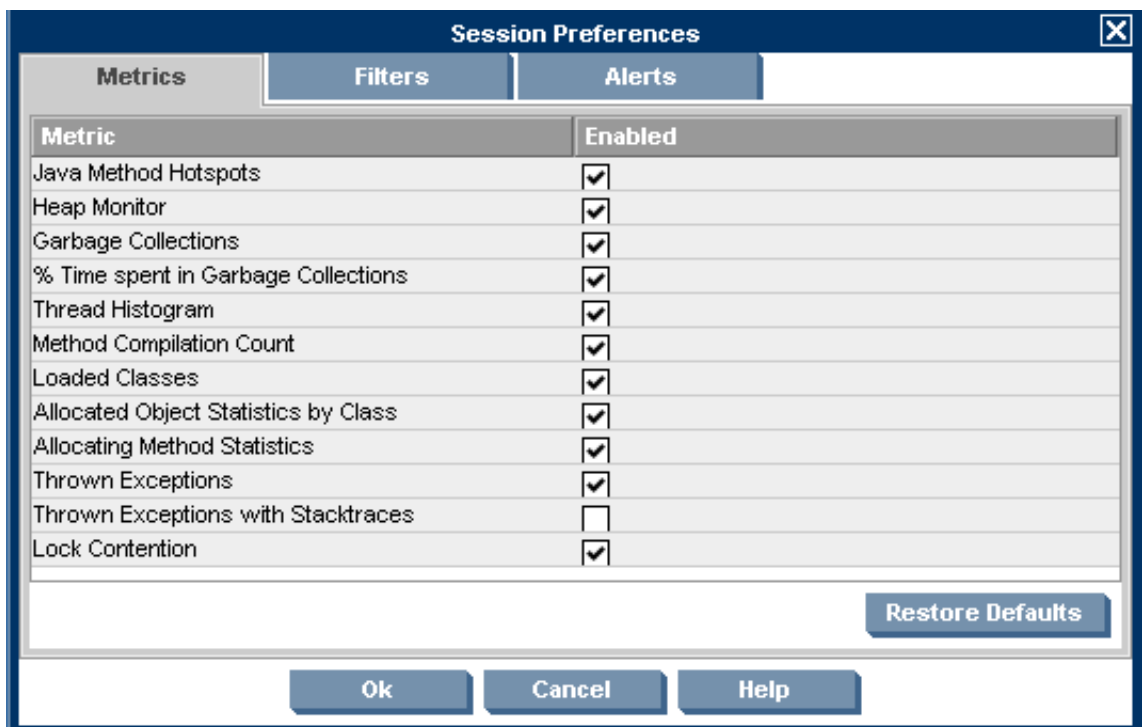 Session Preferences
Metrics Filters Alerts
Metric Enabled
Java Method Hotspots
Heap Monitor
Garbage Collections
% Time spent in Garbage Collections
Thread Histogram
Method Compilation Count
Loaded Classes
Allocated Object Statistics by Class
Allocating Method Statistics
Thrown Exceptions
Thrown Exceptions with Stacktraces
Lock Contention
Restore Defaults
Ok Cancel Help